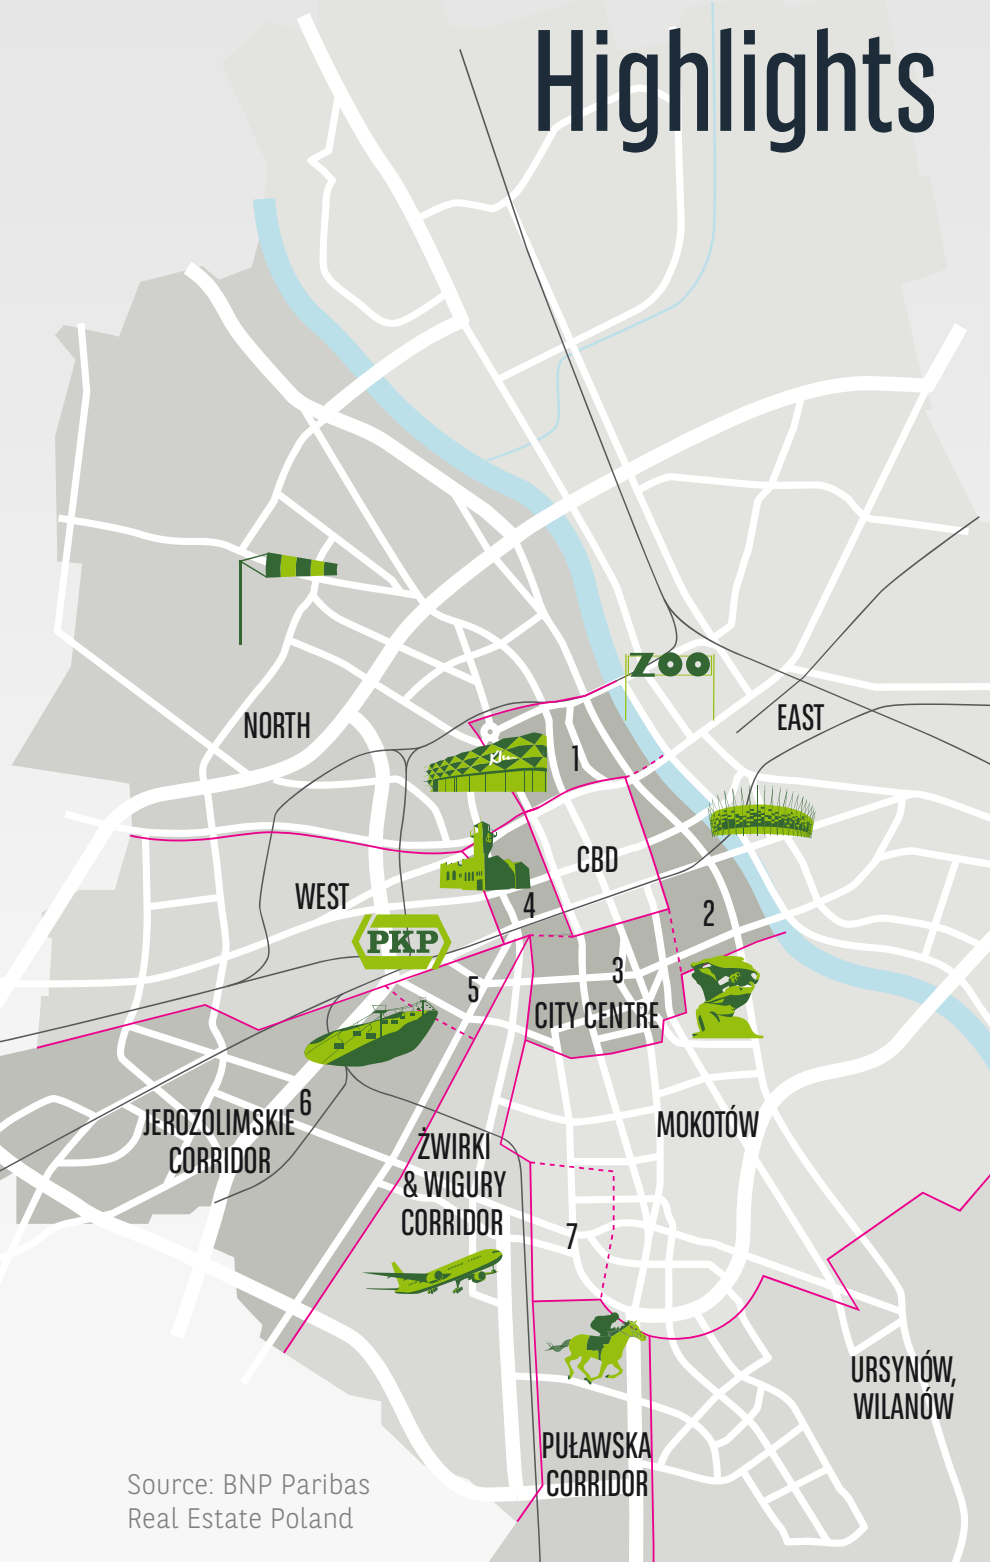 Highlights
ZOO
NORTH
EAST
Klif
1
CBD
WEST
4
2
PKP
3
5
CITY CENTRE
6
JEROZOLIMSKIE
CORRIDOR
MOKOTÓW
ŻWIRKI
& WIGURY
CORRIDOR
7
URSYNÓW,
WILANÓW
PUŁAWSKA
CORRIDOR
Source: BNP Paribas
Real Estate Poland